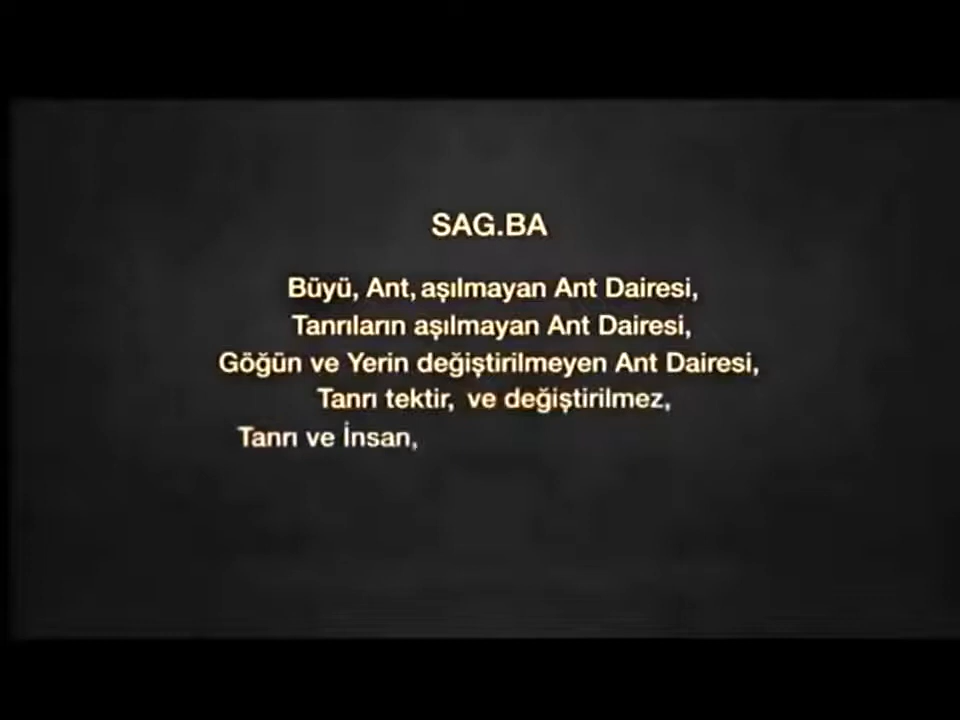 SAG.BA
Büyü, Ant, aşılmayan Ant Dairesi,
Tanrıların aşılmayan Ant Dairesi,
Göğün ve Yerin değiştirilmeyen Ant Dairesi,
Tanrı tektir, ve değiştirilmez,
Tanrı ve İnsan,